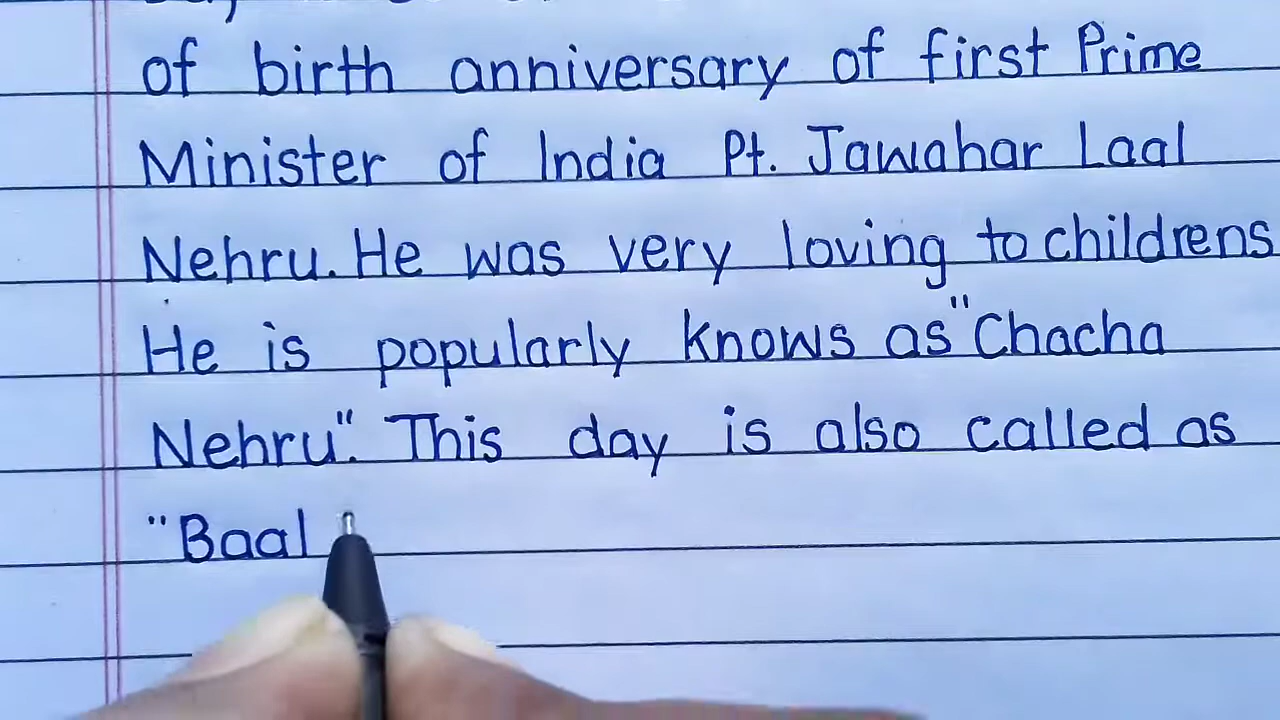 of birth anniversary of first Prime
Minister of India Pt. Jawahar Laal
Nehru. He was very loving to childrens
He is popularly knows as "Chacha
Nehru". This day is also called as
"Baal